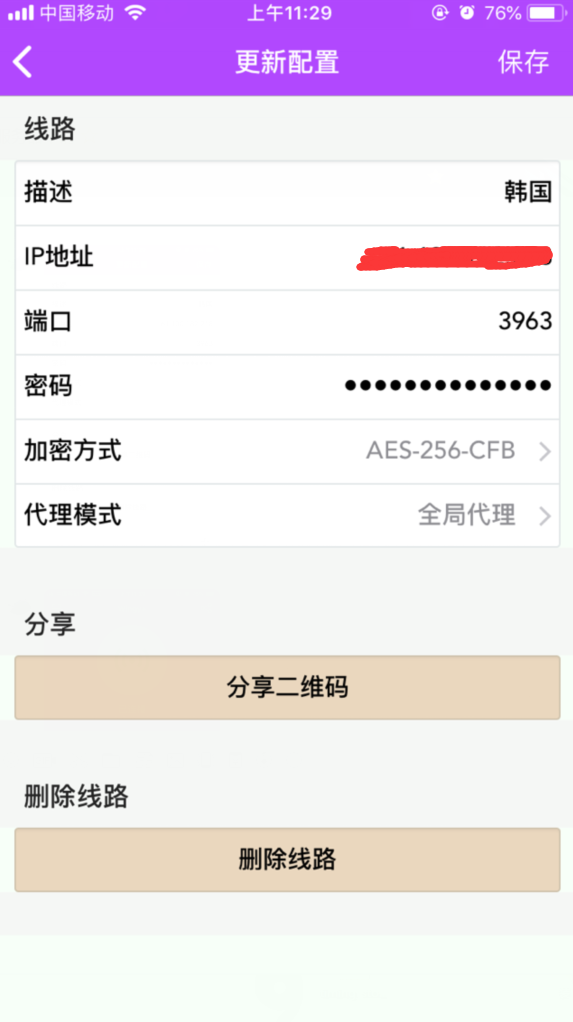 中国移动 上午11:29 76%
更新配置 保存
线路
描述 韩国
IP地址
端口 3963
密码 ●●●●●●●●●●●●●●
加密方式 AES-256-CFB
代理模式 全局代理
分享
分享二维码
删除线路
删除线路